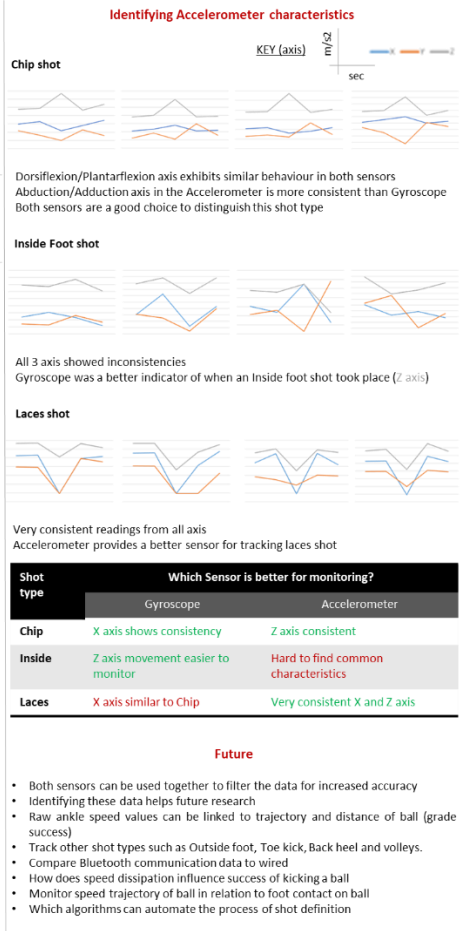 Identifying Accelerometer characteristics
KEY (axis)
m/s2
sec
X
Y
Z
Chip shot
Dorsiflexion/Plantarflexion axis exhibits similar behaviour in both sensors
Abduction/Adduction axis in the Accelerometer is more consistent than Gyroscope
Both sensors are a good choice to distinguish this shot type
Inside Foot shot
All 3 axis showed inconsistencies
Gyroscope was a better indicator of when an Inside foot shot took place (Z axis)
Laces shot
Very consistent readings from all axis
Accelerometer provides a better sensor for tracking laces shot
Shot type
Which Sensor is better for monitoring?
Gyroscope
Accelerometer
Chip
X axis shows consistency
Z axis consistent
Inside
Z axis movement easier to
monitor
Hard to find common
characteristics
Laces
X axis similar to Chip
Very consistent X and Z axis
Future
• Both sensors can be used together to filter the data for increased accuracy
• Identifying these data helps future research
• Raw ankle speed values can be linked to trajectory and distance of ball (grade
success)
• Track other shot types such as Outside foot, Toe kick, Back heel and volleys.
• Compare Bluetooth communication data to wired
• How does speed dissipation influence success of kicking a ball
• Monitor speed trajectory of ball in relation to foot contact on ball
• Which algorithms can automate the process of shot definition